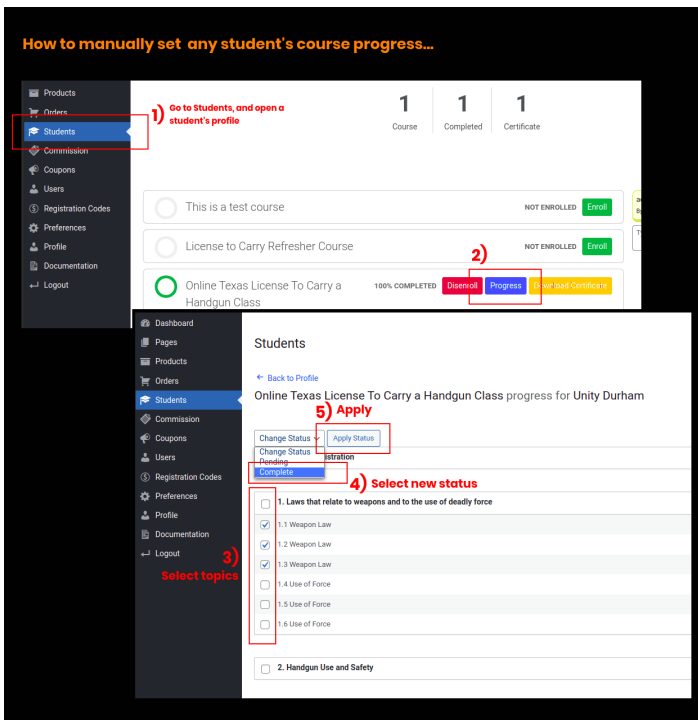 How to manually set any student's course progress...
Products
Orders
Students
Commission
Coupons
Users
Registration Codes
Preferences
Profile
Documentation
Logout
1) Go to Students, and open a
student's profile
1 1 1
Course Completed Certificate
This is a test course NOT ENROLLED Enroll
License to Carry Refresher Course NOT ENROLLED Enroll
2)
Online Texas License To Carry a 100% COMPLETED Disenroll Progress Download Certificate
Handgun Class
Dashboard
Pages
Products
Orders
Students
Commission
Coupons
Users
Registration Codes
Preferences
Profile
Documentation
Logout
Students
← Back to Profile
Online Texas License To Carry a Handgun Class progress for Unity Durham
5) Apply
Change Status Apply Status
Change Status
Pending
Complete
4) Select new status
1. Laws that relate to weapons and to the use of deadly force
1.1 Weapon Law
1.2 Weapon Law
1.3 Weapon Law
3)
Select topics
1.4 Use of Force
1.5 Use of Force
1.6 Use of Force
2. Handgun Use and Safety